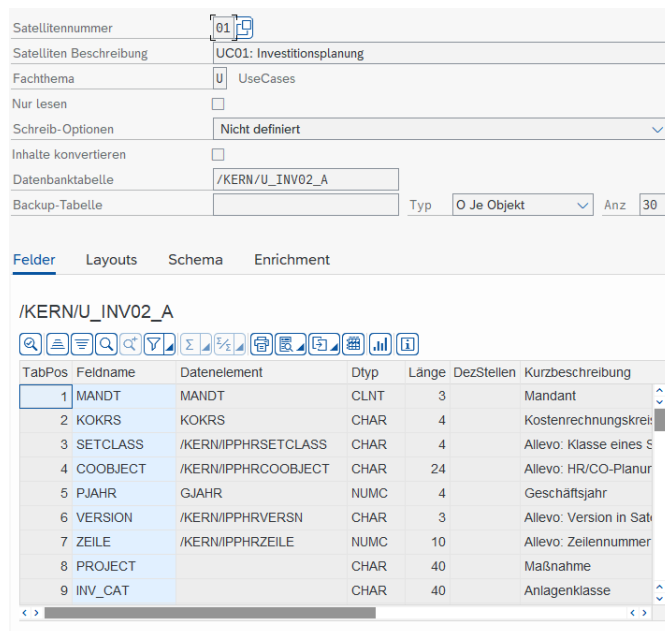 Satellitennummer 01
Satelliten Beschreibung UC01: Investitionsplanung
Fachthema U UseCases
Nur lesen
Schreib-Optionen Nicht definiert
Inhalte konvertieren
Datenbanktabelle /KERN/U_INV02_A
Backup-Tabelle Typ O Je Objekt Anz 30
Felder Layouts Schema Enrichment
/KERN/U_INV02_A
TabPos Feldname Datenelement Dtyp Länge DezStellen Kurzbeschreibung
1 MANDT MANDT CLNT 3 Mandant
2 KOKRS KOKRS CHAR 4 Kostenrechnungskreis
3 SETCLASS /KERN/IPPHRSETCLASS CHAR 4 Allevo: Klasse eines S
4 COOBJECT /KERN/IPPHRCOOBJECT CHAR 24 Allevo: HR/CO-Planur
5 PJAHR GJAHR NUMC 4 Geschäftsjahr
6 VERSION /KERN/IPPHRVERSN CHAR 3 Allevo: Version in Sate
7 ZEILE /KERN/IPPHRZEILE NUMC 10 Allevo: Zeilennummer
8 PROJECT CHAR 40 Maßnahme
9 INV_CAT CHAR 40 Anlagenklasse